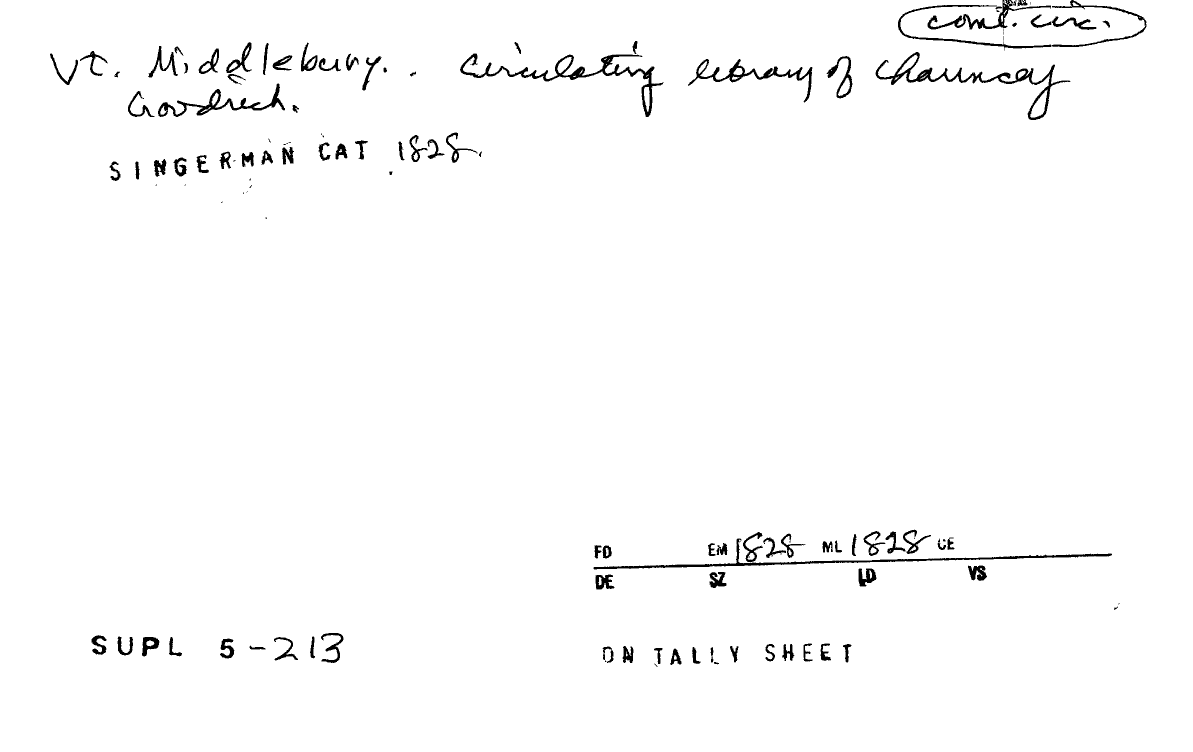 coml. circ.
Vt. Middlebury. . Circulating library of Chauncey
Goodrich.
SINGERMAN CAT 1828.
FD EM 1828 ML 1828 CE
DE SZ LD VS
SUPL 5-213
ON TALLY SHEET